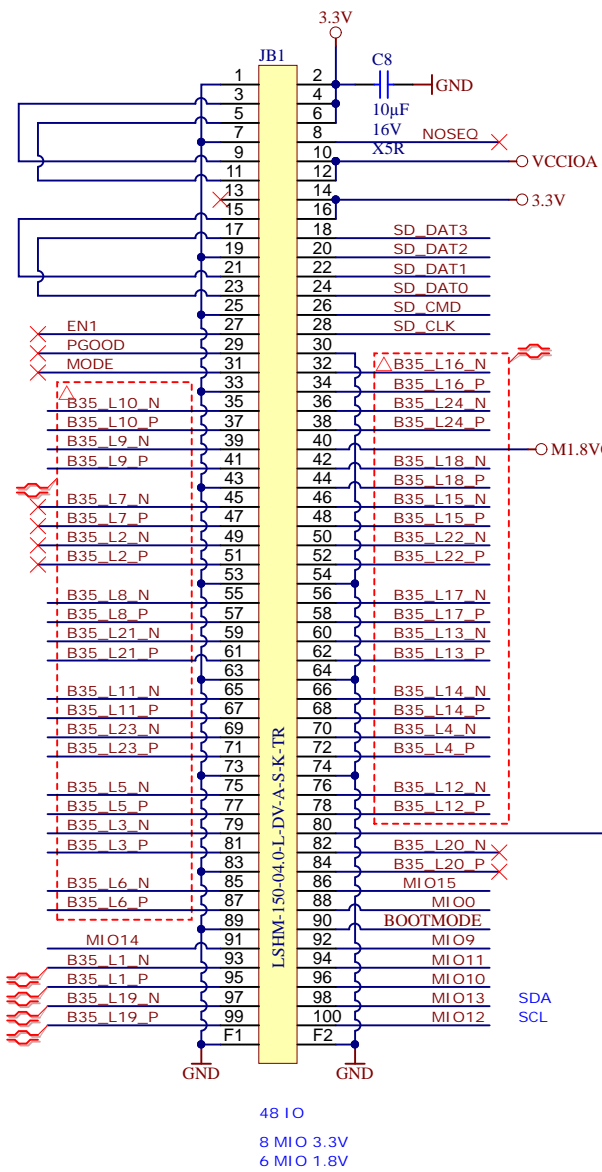 3.3V
JB1
C8
GND
10µF
16V
X5R
1 2
3 4
5 6
7 8 NOSEQ
9 10 VCCIOA
11 12
13 14 3.3V
15 16
17 18 SD_DAT3
19 20 SD_DAT2
21 22 SD_DAT1
23 24 SD_DAT0
25 26 SD_CMD
EN1 27 28 SD_CLK
PGOOD 29 30
MODE 31 32 B35_L16_N
33 34 B35_L16_P
B35_L10_N 35 36 B35_L24_N
B35_L10_P 37 38 B35_L24_P
B35_L9_N 39 40 M1.8V
B35_L9_P 41 42 B35_L18_N
43 44 B35_L18_P
B35_L7_N 45 46 B35_L15_N
B35_L7_P 47 48 B35_L15_P
B35_L2_N 49 50 B35_L22_N
B35_L2_P 51 52 B35_L22_P
53 54
B35_L8_N 55 56 B35_L17_N
B35_L8_P 57 58 B35_L17_P
B35_L21_N 59 60 B35_L13_N
B35_L21_P 61 62 B35_L13_P
63 64
B35_L11_N 65 66 B35_L14_N
B35_L11_P 67 68 B35_L14_P
B35_L23_N 69 70 B35_L4_N
B35_L23_P 71 72 B35_L4_P
73 74
B35_L5_N 75 76 B35_L12_N
B35_L5_P 77 78 B35_L12_P
B35_L3_N 79 80
B35_L3_P 81 82 B35_L20_N
83 84 B35_L20_P
B35_L6_N 85 86 MIO15
B35_L6_P 87 88 MIO0
89 90 BOOTMODE
MIO14 91 92 MIO9
B35_L1_N 93 94 MIO11
B35_L1_P 95 96 MIO10
B35_L19_N 97 98 MIO13 SDA
B35_L19_P 99 100 MIO12 SCL
F1 F2
LSHM-150-04.0-L-DV-A-S-K-TR
GND GND
48 IO
8 MIO 3.3V
6 MIO 1.8V